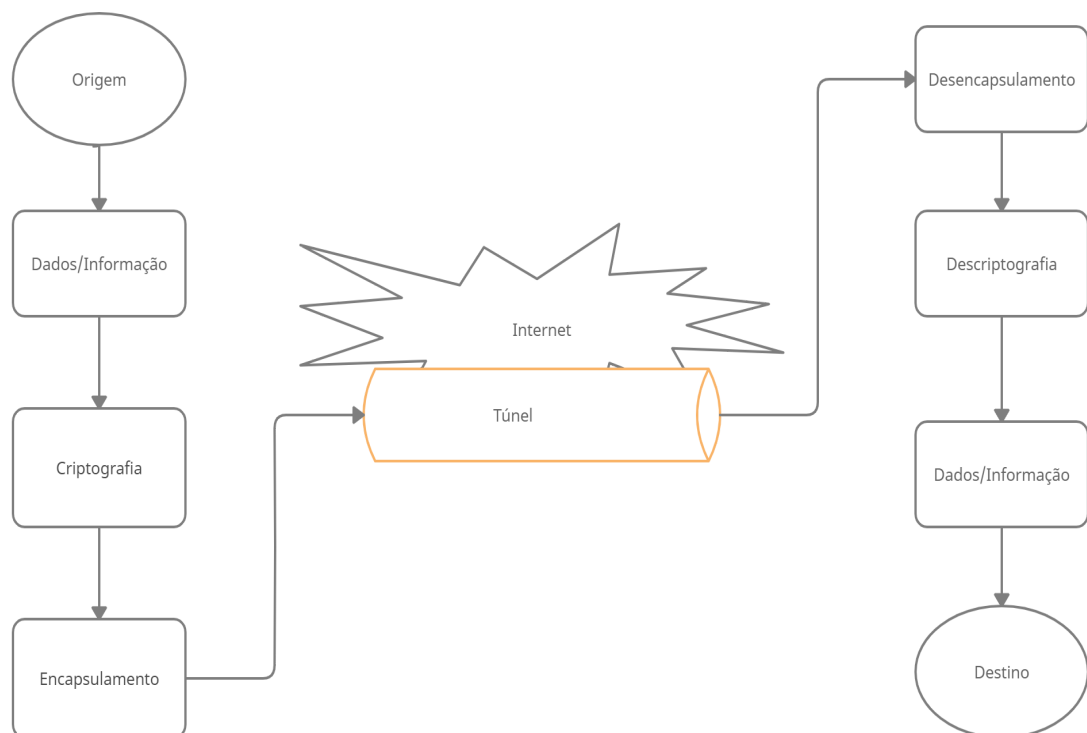 Origem
Dados/Informação
Criptografia
Encapsulamento
Internet
Túnel
Desencapsulamento
Descriptografia
Dados/Informação
Destino